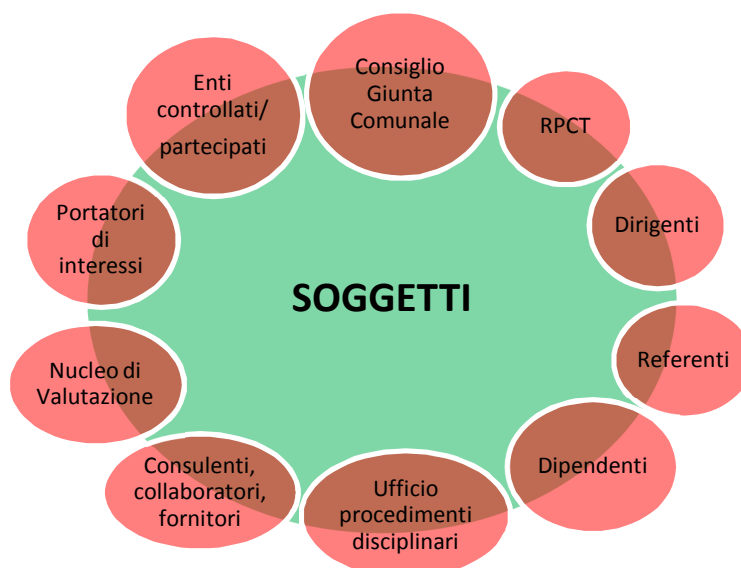 Consiglio
Giunta
Comunale
RPCT
Dirigenti
Referenti
Dipendenti
Ufficio
procedimenti
disciplinari
Consulenti,
collaboratori,
fornitori
Nucleo di
Valutazione
Portatori
di
interessi
Enti
controllati/
partecipati
SOGGETTI